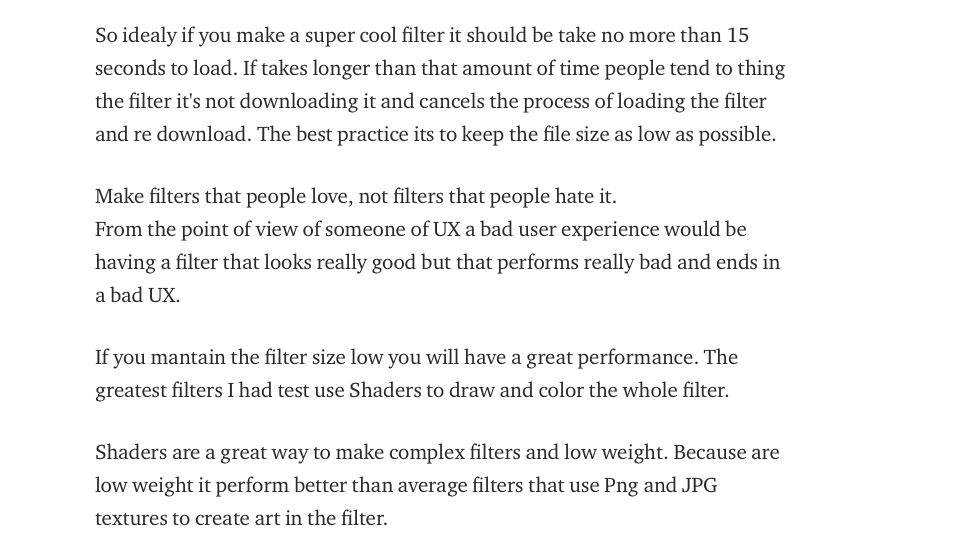 So idealy if you make a super cool filter it should be take no more than 15
seconds to load. If takes longer than that amount of time people tend to thing
the filter it's not downloading it and cancels the process of loading the filter
and re download. The best practice its to keep the file size as low as possible.
Make filters that people love, not filters that people hate it.
From the point of view of someone of UX a bad user experience would be
having a filter that looks really good but that performs really bad and ends in
a bad UX.
If you mantain the filter size low you will have a great performance. The
greatest filters I had test use Shaders to draw and color the whole filter.
Shaders are a great way to make complex filters and low weight. Because are
low weight it perform better than average filters that use Png and JPG
textures to create art in the filter.